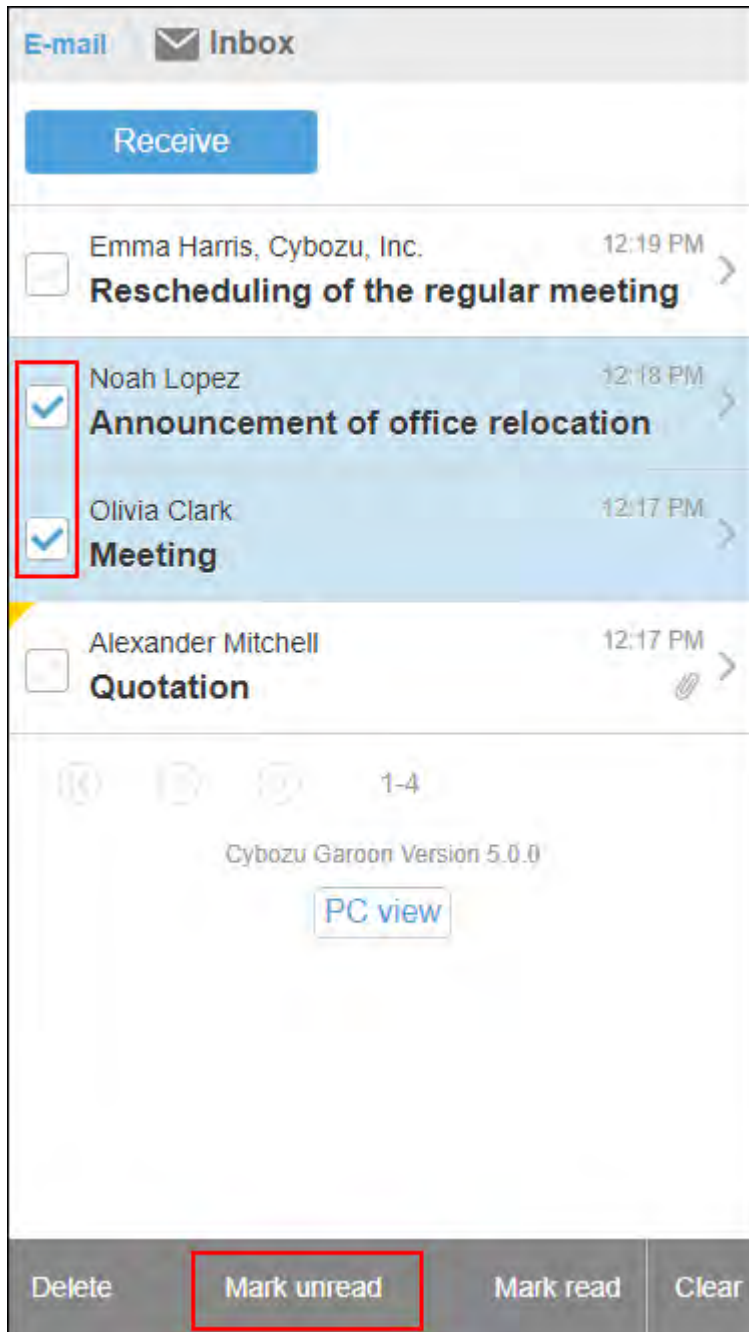 E-mail Inbox
Receive
Emma Harris, Cybozu, Inc. 12:19 PM
Rescheduling of the regular meeting
Noah Lopez 12:18 PM
Announcement of office relocation
Olivia Clark 12:17 PM
Meeting
Alexander Mitchell 12:17 PM
Quotation
1-4
Cybozu Garoon Version 5.0.0
PC view
Delete Mark unread Mark read Clear